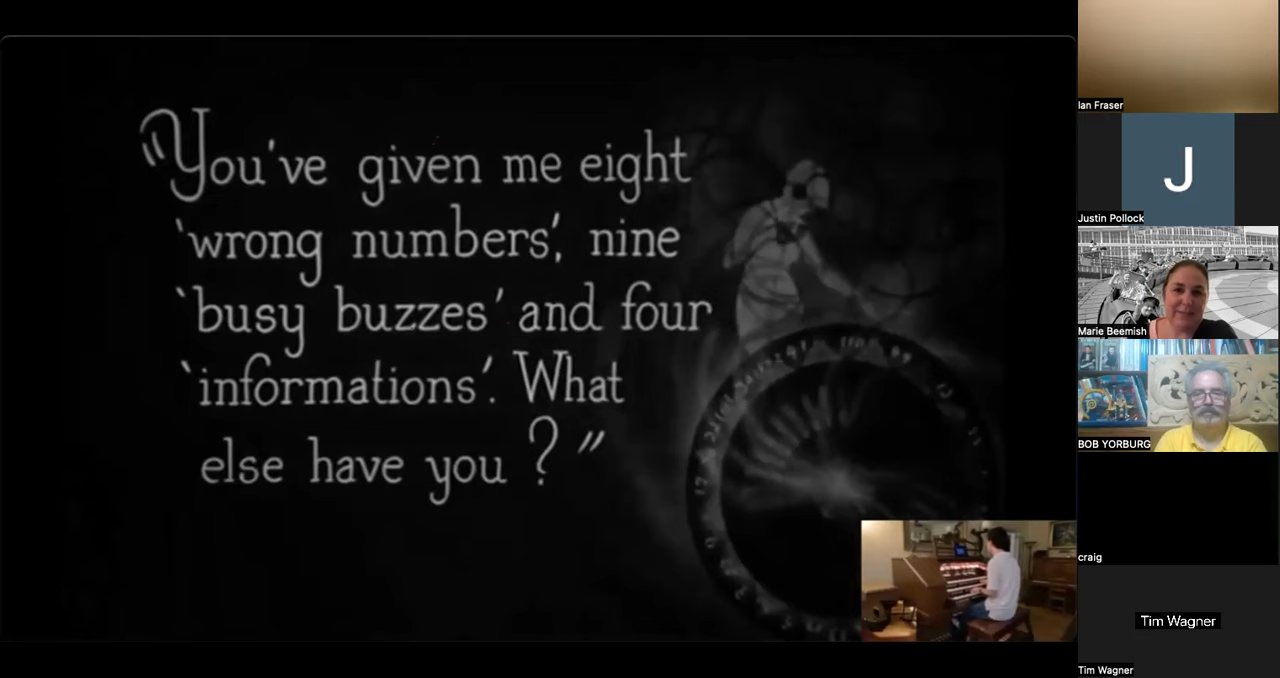 "You've given me eight
'wrong numbers', nine
'busy buzzes' and four
'informations'. What
else have you?"
Ian Fraser
J
Justin Pollock
Marie Beemish
BOB YORBURG
craig
Tim Wagner
Tim Wagner